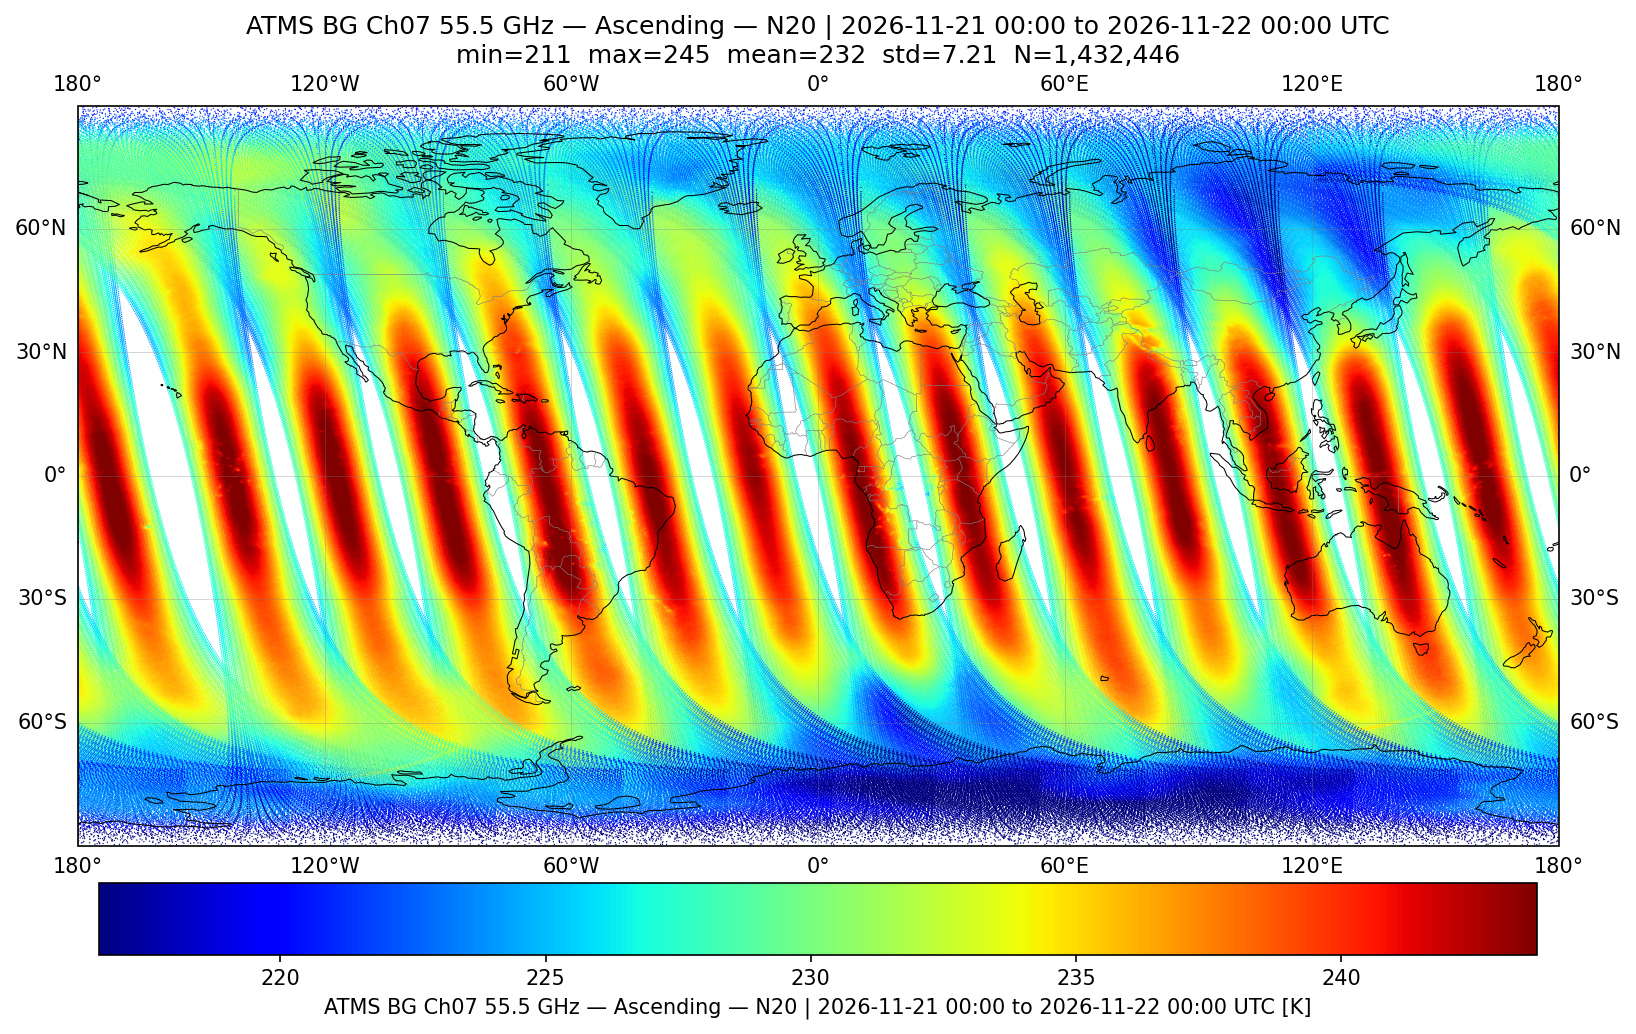 ATMS BG Ch07 55.5 GHz — Ascending — N20 | 2026-11-21 00:00 to 2026-11-22 00:00 UTC
min=211  max=245  mean=232  std=7.21  N=1,432,446
180° 120°W 60°W 0° 60°E 120°E 180°
60°N 60°N
30°N 30°N
0° 0°
30°S 30°S
60°S 60°S
180° 120°W 60°W 0° 60°E 120°E 180°
220 225 230 235 240
ATMS BG Ch07 55.5 GHz — Ascending — N20 | 2026-11-21 00:00 to 2026-11-22 00:00 UTC [K]